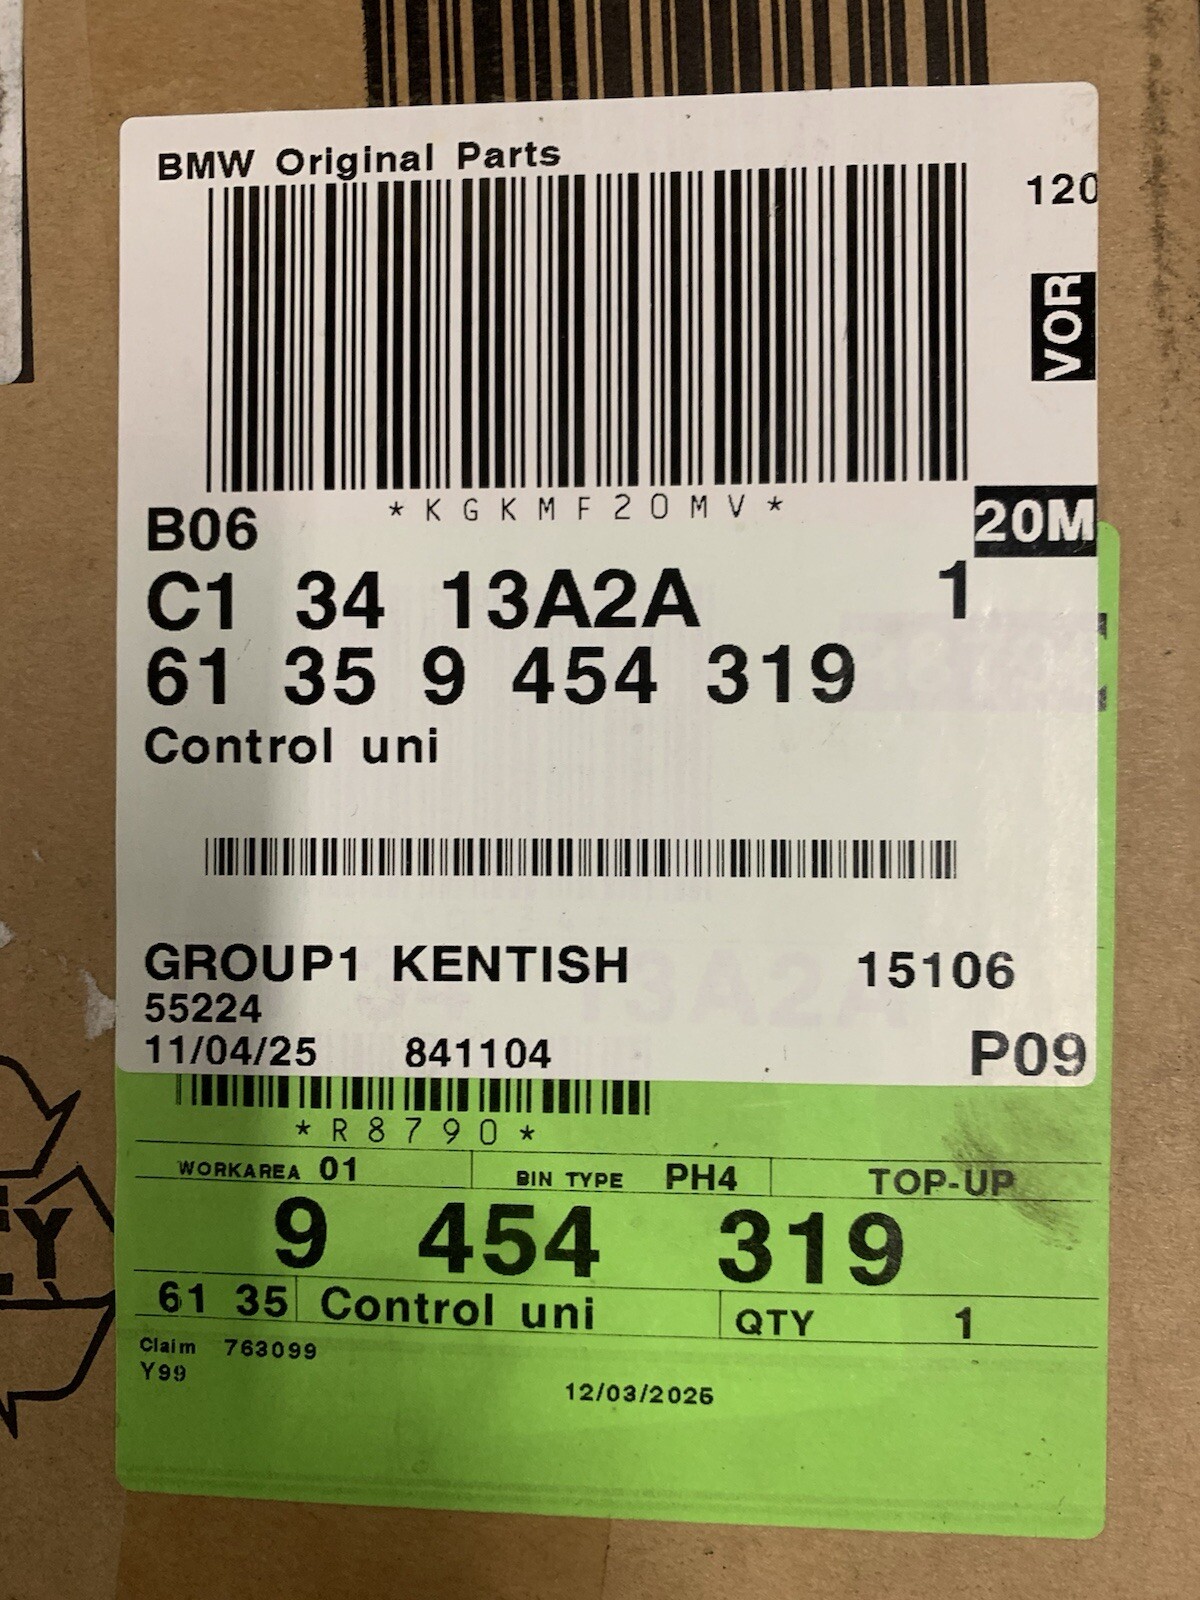 BMW Original Parts
120
VOR
*KGKMF20MV*
B06
20M
C1 34 13A2A 1
61 35 9 454 319
Control uni
GROUP1 KENTISH 15106
55224
11/04/25 841104 P09
*R8790*
WORKAREA 01 BIN TYPE PH4 TOP-UP
9 454 319
61 35 Control uni QTY 1
Claim 763099
Y99
12/03/2025